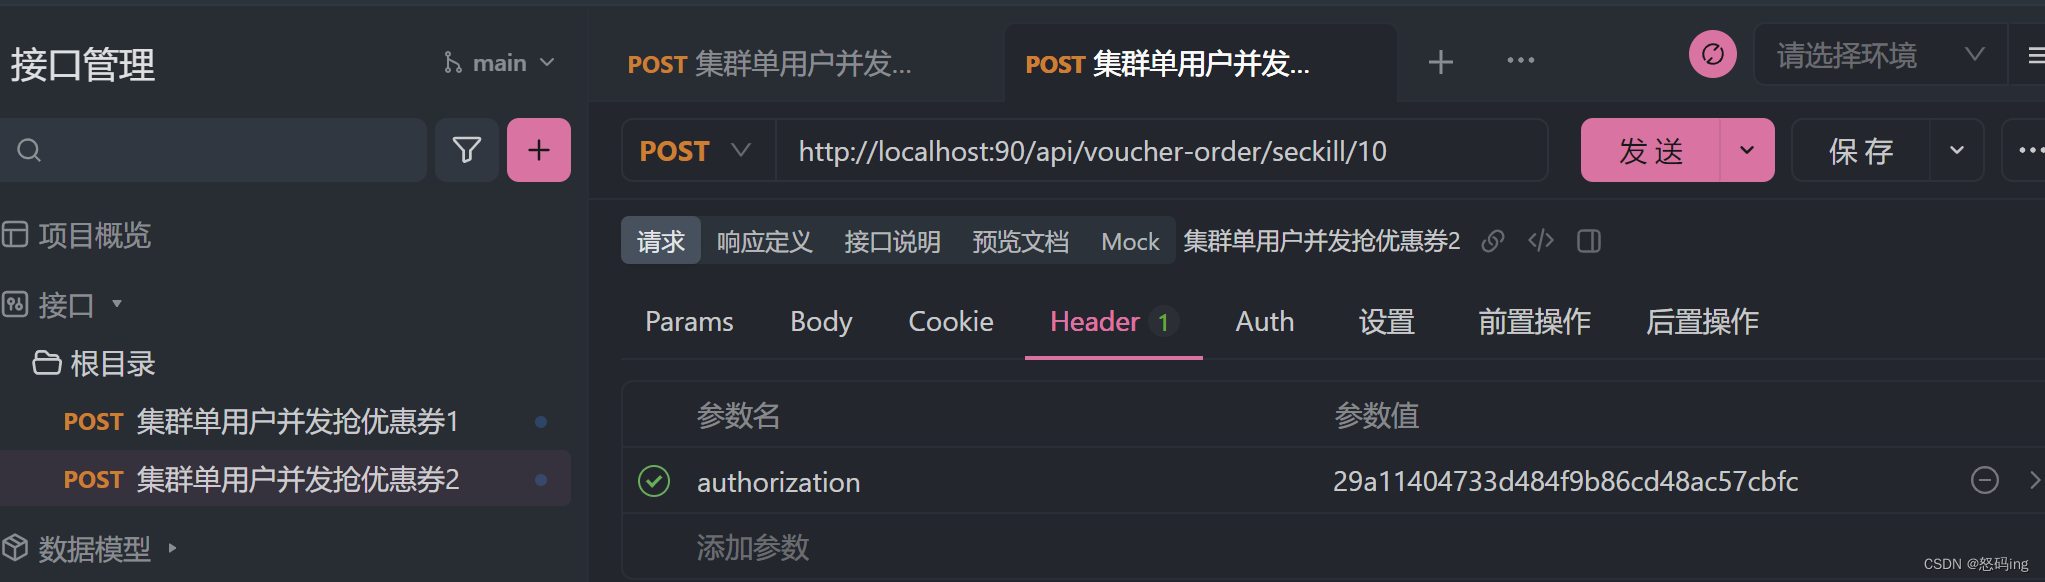 接口管理
main
POST 集群单用户并发...
POST 集群单用户并发...
请选择环境
POST
http://localhost:90/api/voucher-order/seckill/10
发送
保存
项目概览
接口
根目录
POST 集群单用户并发抢优惠券1
POST 集群单用户并发抢优惠券2
数据模型
请求 响应定义 接口说明 预览文档 Mock 集群单用户并发抢优惠券2
Params Body Cookie Header 1 Auth 设置 前置操作 后置操作
参数名 参数值
authorization 29a11404733d484f9b86cd48ac57cbfc
添加参数
CSDN @怒码ing